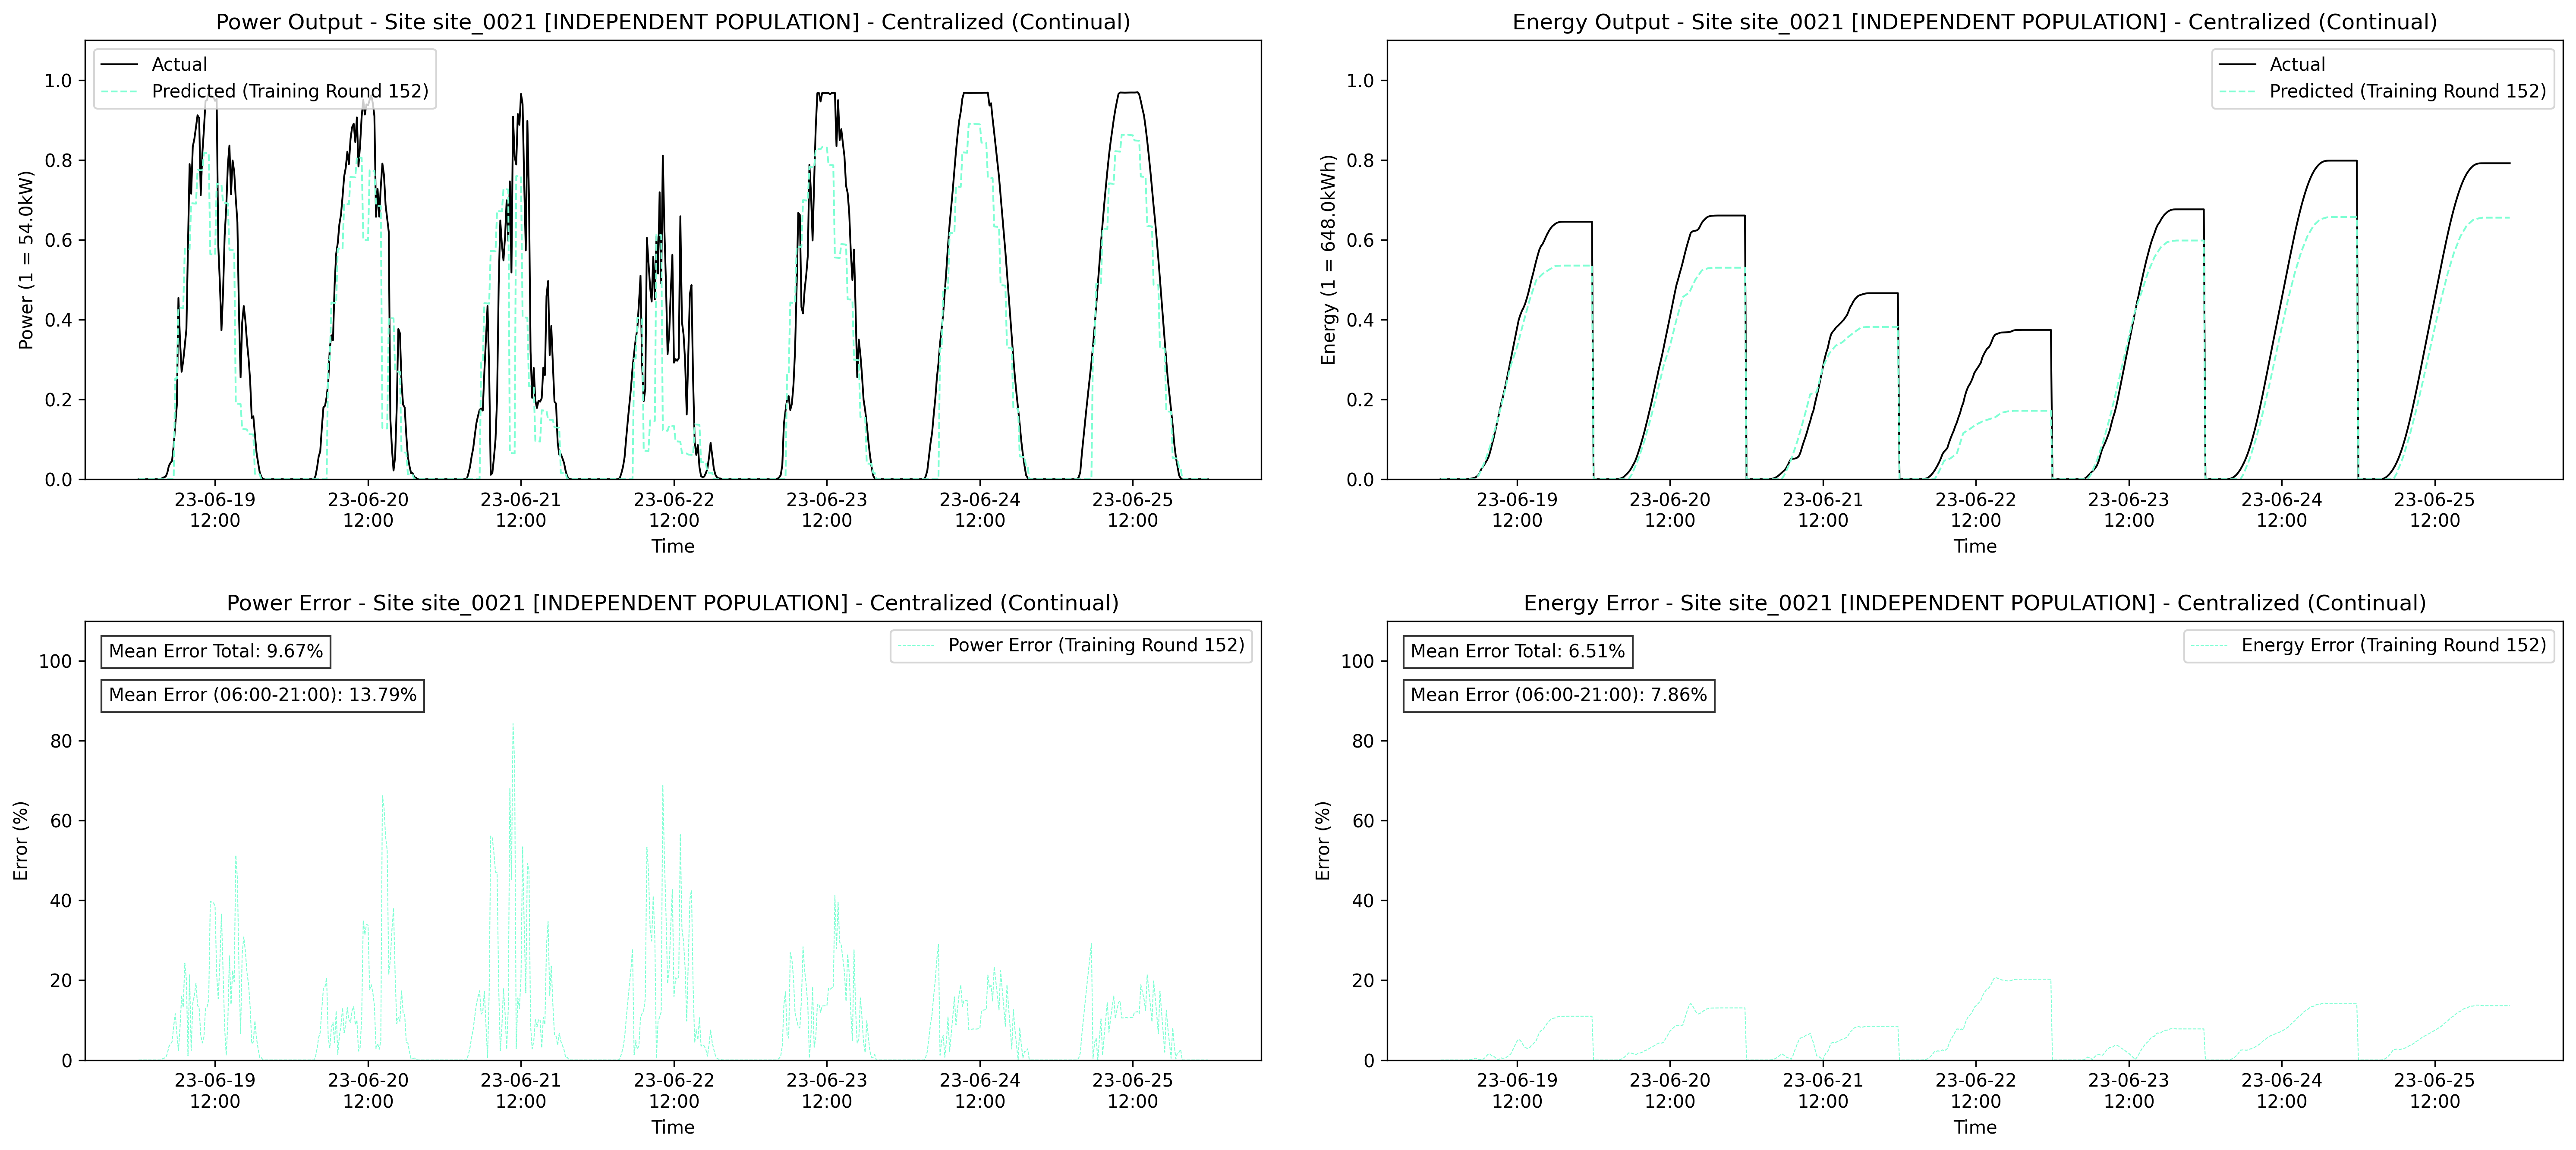 Power Output - Site site_0021 [INDEPENDENT POPULATION] - Centralized (Continual)
Actual
Predicted (Training Round 152)
Power (1 = 54.0kW)
1.0
0.8
0.6
0.4
0.2
0.0
23-06-19 12:00
23-06-20 12:00
23-06-21 12:00
23-06-22 12:00
23-06-23 12:00
23-06-24 12:00
23-06-25 12:00
Time
Energy Output - Site site_0021 [INDEPENDENT POPULATION] - Centralized (Continual)
Actual
Predicted (Training Round 152)
Energy (1 = 648.0kWh)
1.0
0.8
0.6
0.4
0.2
0.0
23-06-19 12:00
23-06-20 12:00
23-06-21 12:00
23-06-22 12:00
23-06-23 12:00
23-06-24 12:00
23-06-25 12:00
Time
Power Error - Site site_0021 [INDEPENDENT POPULATION] - Centralized (Continual)
Mean Error Total: 9.67%
Mean Error (06:00-21:00): 13.79%
Power Error (Training Round 152)
Error (%)
100
80
60
40
20
0
23-06-19 12:00
23-06-20 12:00
23-06-21 12:00
23-06-22 12:00
23-06-23 12:00
23-06-24 12:00
23-06-25 12:00
Time
Energy Error - Site site_0021 [INDEPENDENT POPULATION] - Centralized (Continual)
Mean Error Total: 6.51%
Mean Error (06:00-21:00): 7.86%
Energy Error (Training Round 152)
Error (%)
100
80
60
40
20
0
23-06-19 12:00
23-06-20 12:00
23-06-21 12:00
23-06-22 12:00
23-06-23 12:00
23-06-24 12:00
23-06-25 12:00
Time